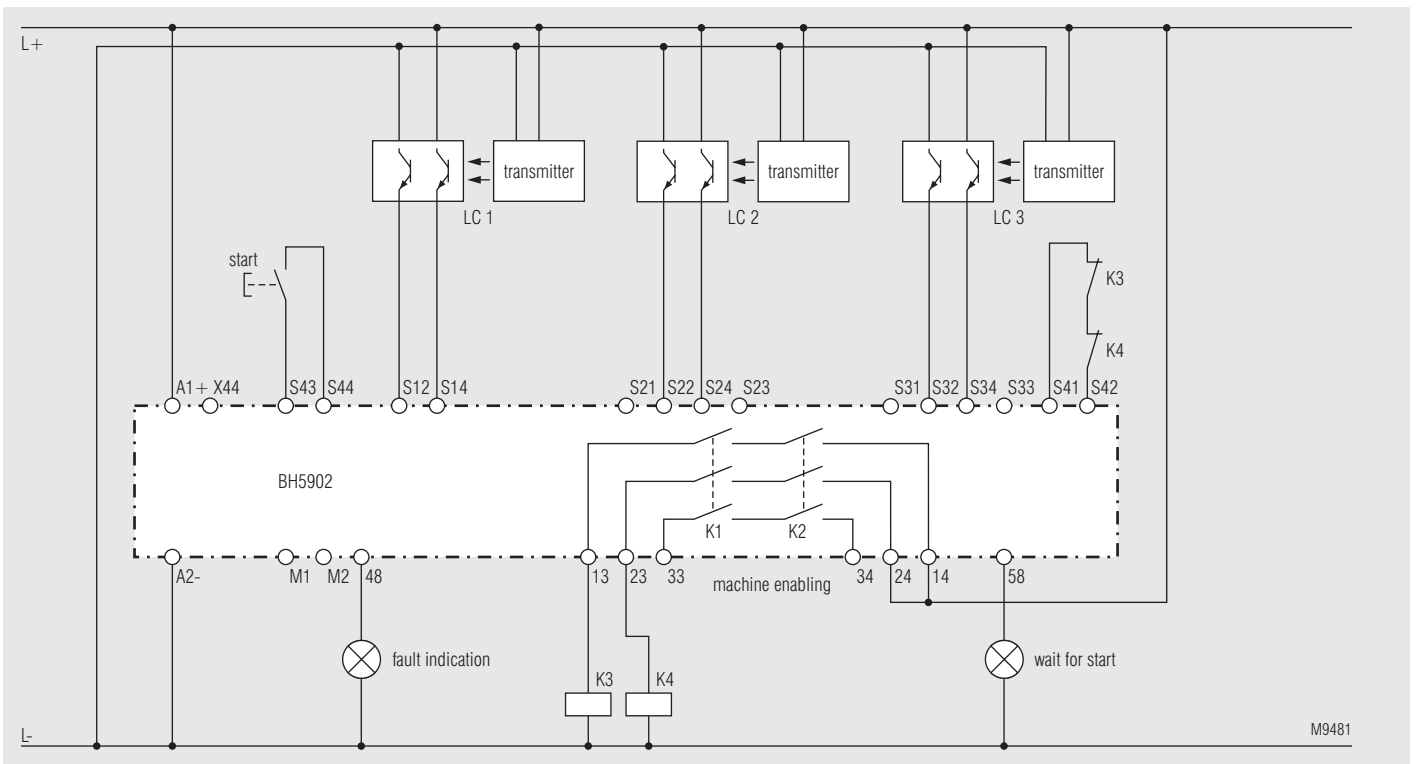 L+
transmitter
transmitter
transmitter
LC 1
LC 2
LC 3
start
K3
K4
A1+ X44
S43 S44
S12 S14
S21 S22 S24 S23
S31 S32 S34 S33 S41 S42
BH5902
K1
K2
A2-
M1 M2 48
13 23 33
machine enabling
34 24 14
58
fault indication
wait for start
K3
K4
L-
M9481